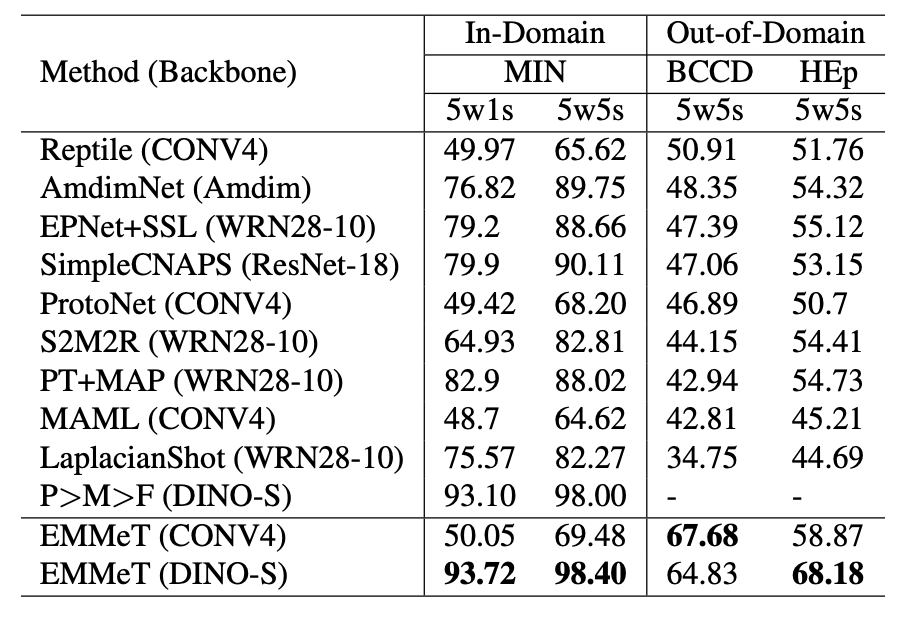 In-Domain Out-of-Domain
Method (Backbone) MIN BCCD HEp
5w1s 5w5s 5w5s 5w5s
Reptile (CONV4) 49.97 65.62 50.91 51.76
AmdimNet (Amdim) 76.82 89.75 48.35 54.32
EPNet+SSL (WRN28-10) 79.2 88.66 47.39 55.12
SimpleCNAPS (ResNet-18) 79.9 90.11 47.06 53.15
ProtoNet (CONV4) 49.42 68.20 46.89 50.7
S2M2R (WRN28-10) 64.93 82.81 44.15 54.41
PT+MAP (WRN28-10) 82.9 88.02 42.94 54.73
MAML (CONV4) 48.7 64.62 42.81 45.21
LaplacianShot (WRN28-10) 75.57 82.27 34.75 44.69
P>M>F (DINO-S) 93.10 98.00 - -
EMMeT (CONV4) 50.05 69.48 67.68 58.87
EMMeT (DINO-S) 93.72 98.40 64.83 68.18